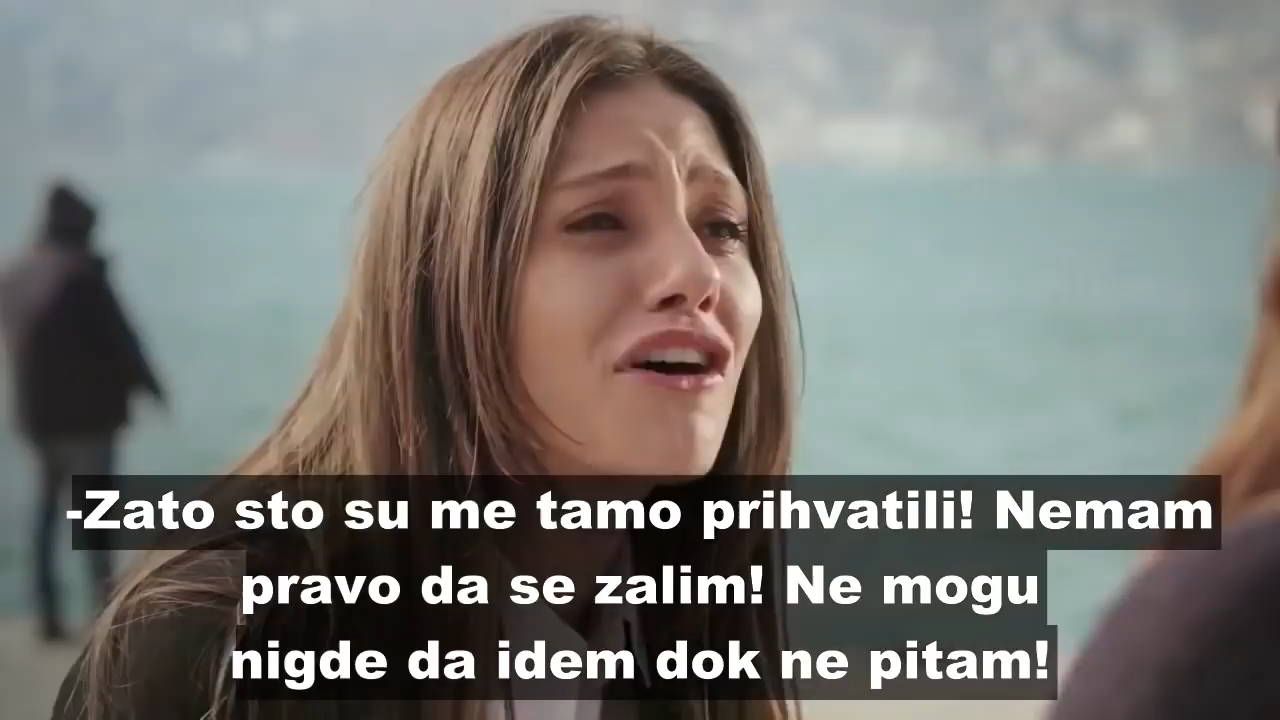 -Zato sto su me tamo prihvatili! Nemam
pravo da se zalim! Ne mogu
nigde da idem dok ne pitam!